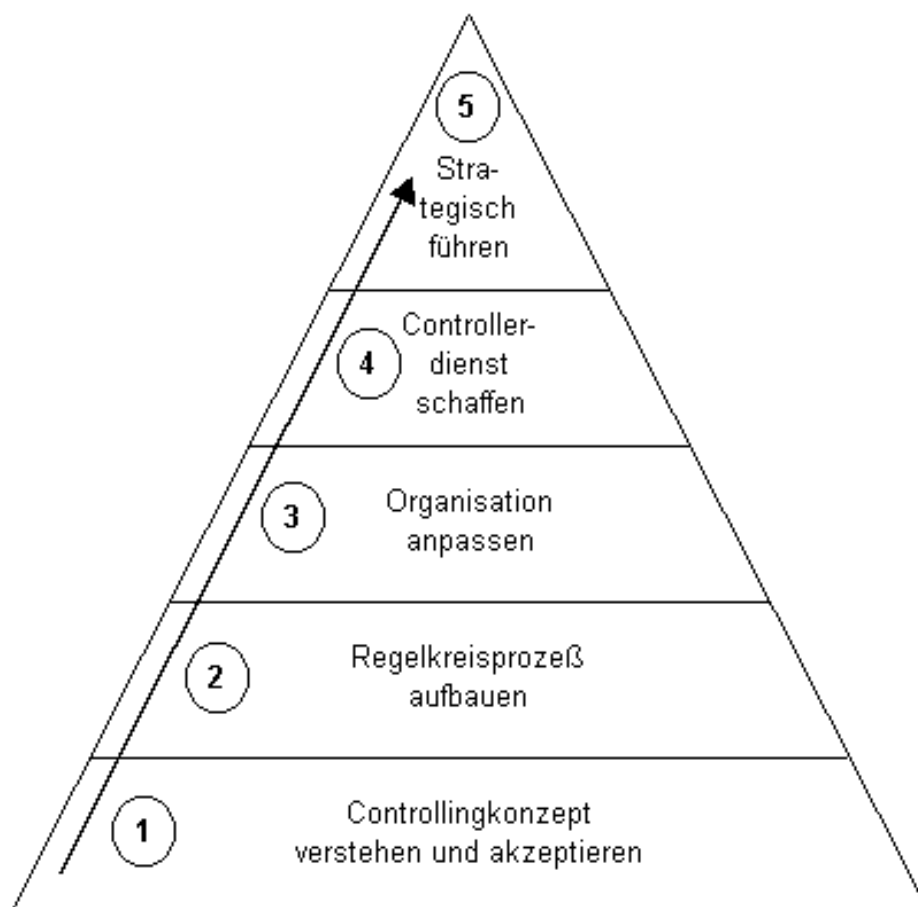 5
Stra-
tegisch
führen
4
Controller-
dienst
schaffen
3
Organisation
anpassen
2
Regelkreisprozeß
aufbauen
1
Controllingkonzept
verstehen und akzeptieren